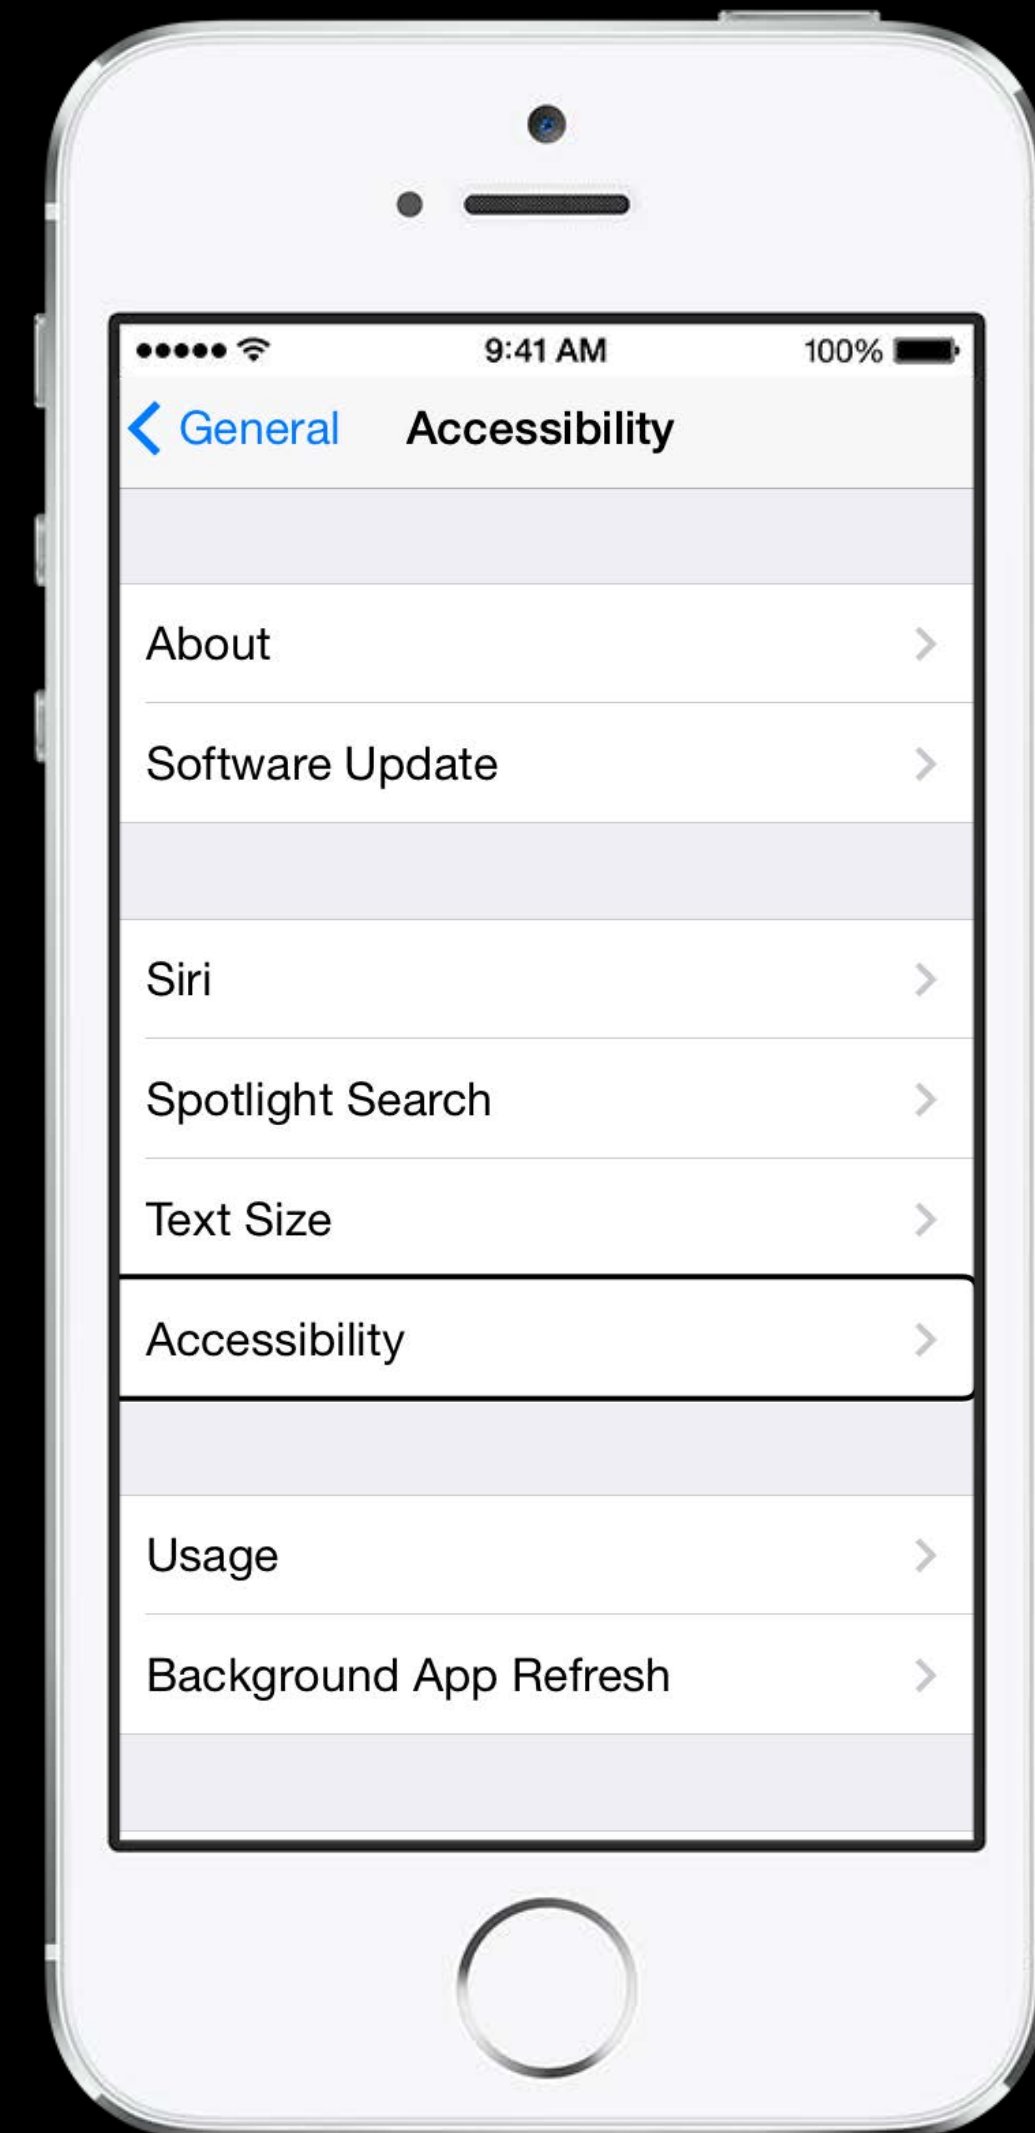 9:41 AM 100%
General Accessibility
About
Software Update
Siri
Spotlight Search
Text Size
Accessibility
Usage
Background App Refresh